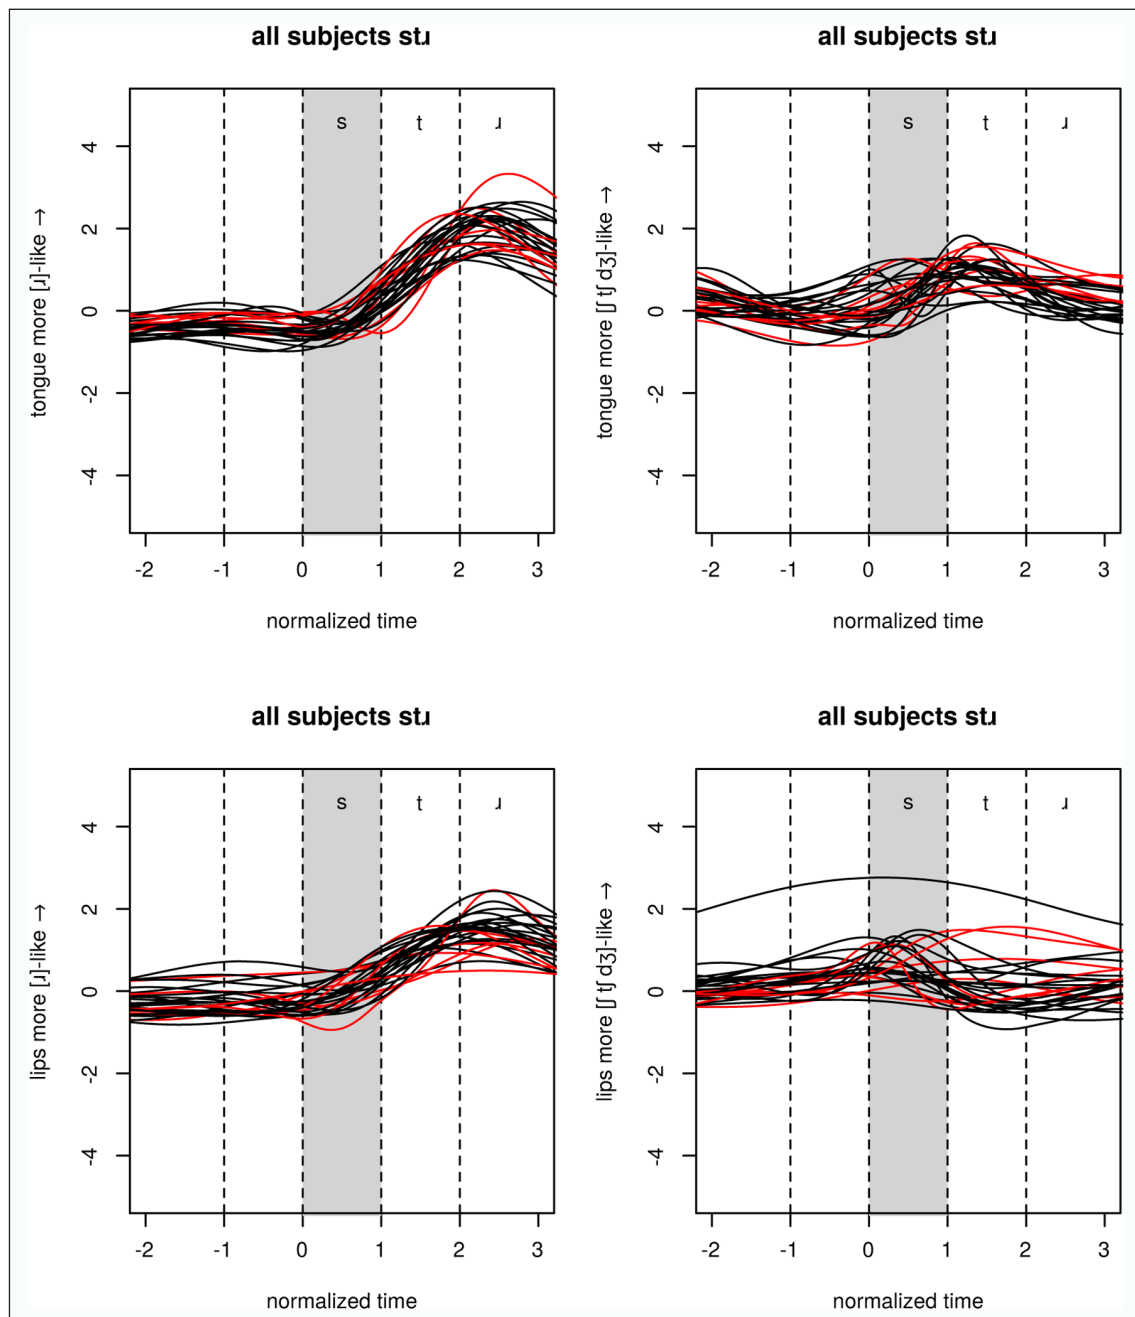 all subjects stɹ
all subjects stɹ
s t ɹ
s t ɹ
tongue more [ɹ]-like →
4
2
0
-2
-4
tongue more [ʃ tʃ dʒ]-like →
4
2
0
-2
-4
-2 -1 0 1 2 3
-2 -1 0 1 2 3
normalized time
normalized time
all subjects stɹ
all subjects stɹ
s t ɹ
s t ɹ
lips more [ɹ]-like →
4
2
0
-2
-4
lips more [ʃ tʃ dʒ]-like →
4
2
0
-2
-4
-2 -1 0 1 2 3
-2 -1 0 1 2 3
normalized time
normalized time